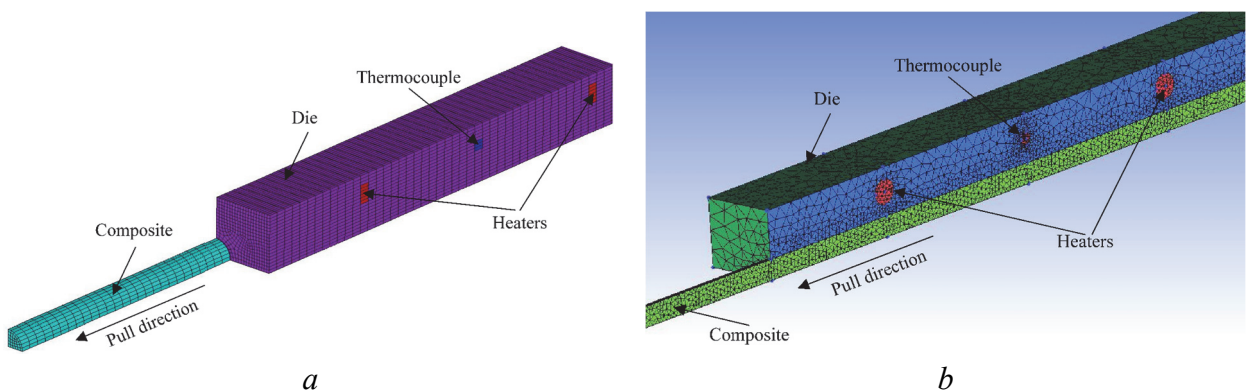 Thermocouple
Die
Heaters
Composite
Pull direction
a
Thermocouple
Die
Heaters
Pull direction
Composite
b